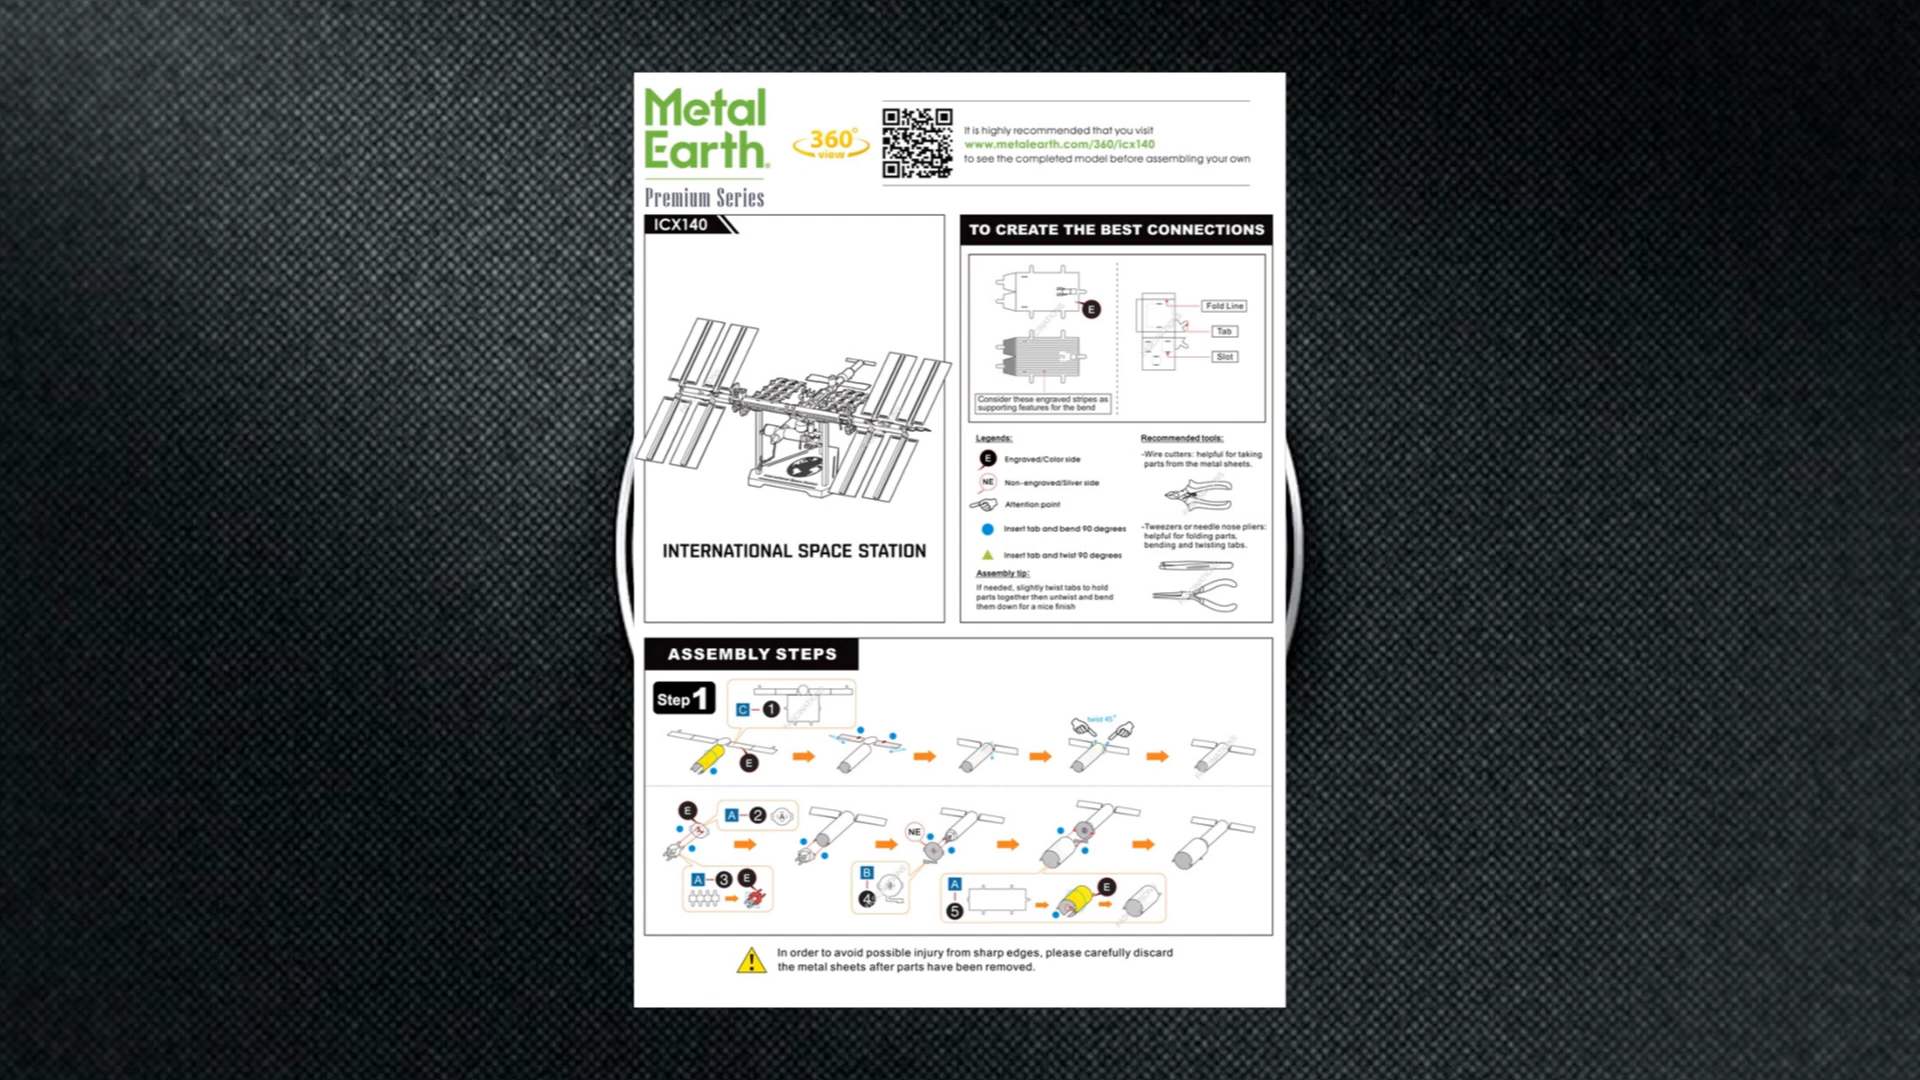 Metal
Earth®
Premium Series
360°
view
It is highly recommended that you visit
www.metalearth.com/360/icx140
to see the completed model before assembling your own
ICX140
INTERNATIONAL SPACE STATION
TO CREATE THE BEST CONNECTIONS
E
Consider these engraved stripes as
supporting features for the bend
Fold Line
Tab
Slot
Legends:
E Engraved/Color side
NE Non-engraved/Silver side
Attention point
Insert tab and bend 90 degrees
Insert tab and twist 90 degrees
Assembly tip:
If needed, slightly twist tabs to hold
parts together then untwist and bend
them down for a nice finish
Recommended tools:
-Wire cutters: helpful for taking
parts from the metal sheets.
-Tweezers or needle nose pliers:
helpful for folding parts,
bending and twisting tabs.
ASSEMBLY STEPS
Step 1
C-1
E
twist 45°
E
A-2
A-3 E
NE
B
4
A
5
E
In order to avoid possible injury from sharp edges, please carefully discard
the metal sheets after parts have been removed.